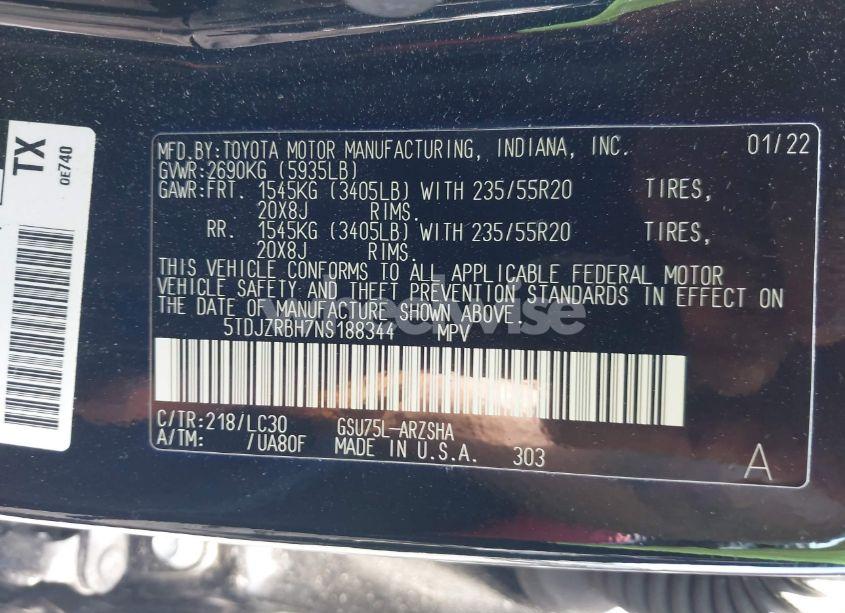 TX
0E740
MFD.BY:TOYOTA MOTOR MANUFACTURING, INDIANA, INC. 01/22
GVWR:2690KG (5935LB)
GAWR:FRT. 1545KG (3405LB) WITH 235/55R20 TIRES,
20X8J RIMS.
RR. 1545KG (3405LB) WITH 235/55R20 TIRES,
20X8J RIMS.
THIS VEHICLE CONFORMS TO ALL APPLICABLE FEDERAL MOTOR
VEHICLE SAFETY AND THEFT PREVENTION STANDARDS IN EFFECT ON
THE DATE OF MANUFACTURE SHOWN ABOVE.
5TDJZRBH7NS188344 MPV
C/TR:218/LC30 GSU75L-ARZSHA
A/TM: /UA80F MADE IN U.S.A. 303
A